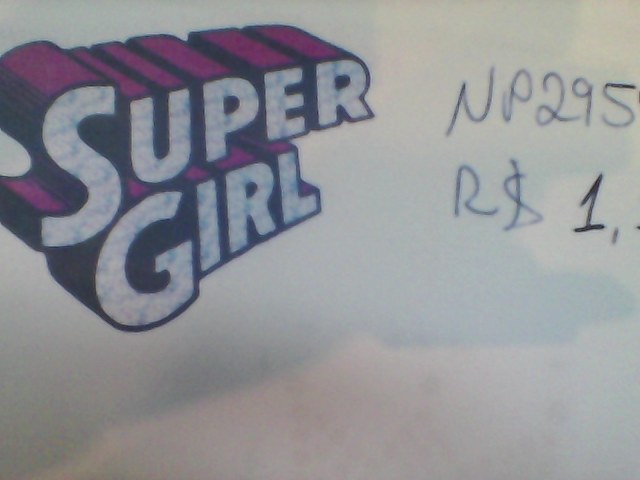 SUPER
GIRL
NP295
R$ 1,